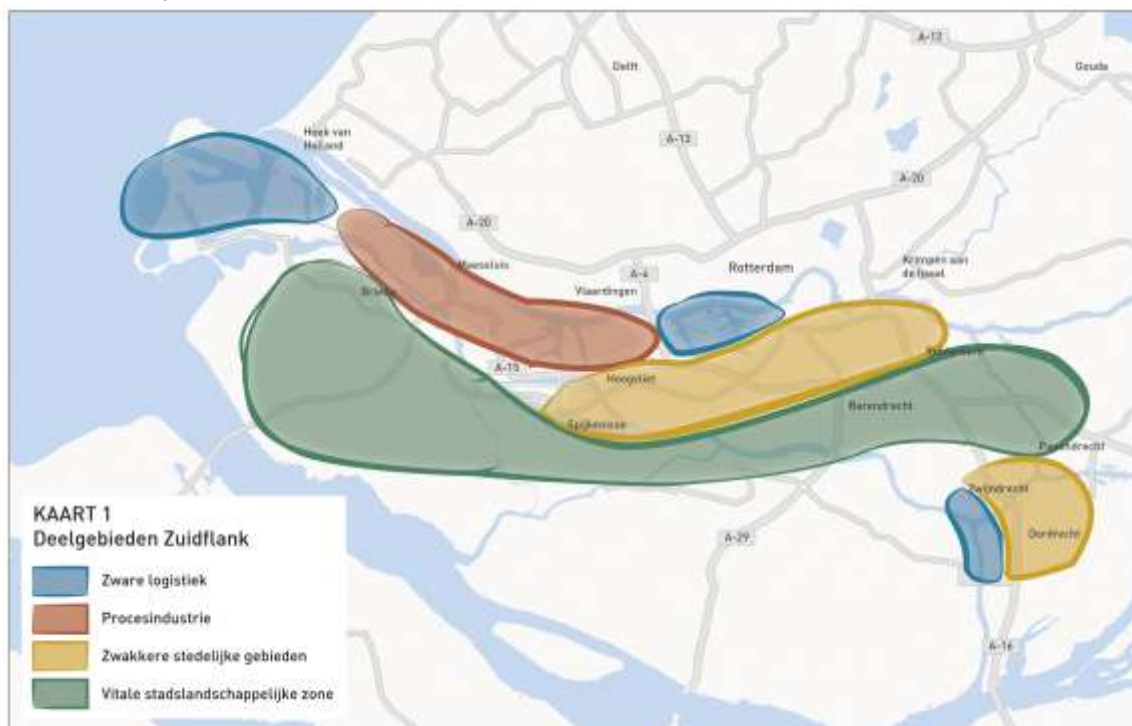 A-12
Delft
Gouda
Hoek van
Holland
A-13
A-20
A-20
Maassluis
A-4
Rotterdam
Krimpen aan
de IJssel
Brielle
Vlaardingen
A-15
Hoogvliet
Barendrecht
Spijkenisse
Papendrecht
Zwijndrecht
Dordrecht
A-29
A-16
KAART 1
Deelgebieden Zuidflank
Zware logistiek
Procesindustrie
Zwakkere stedelijke gebieden
Vitale stadslandschappelijke zone